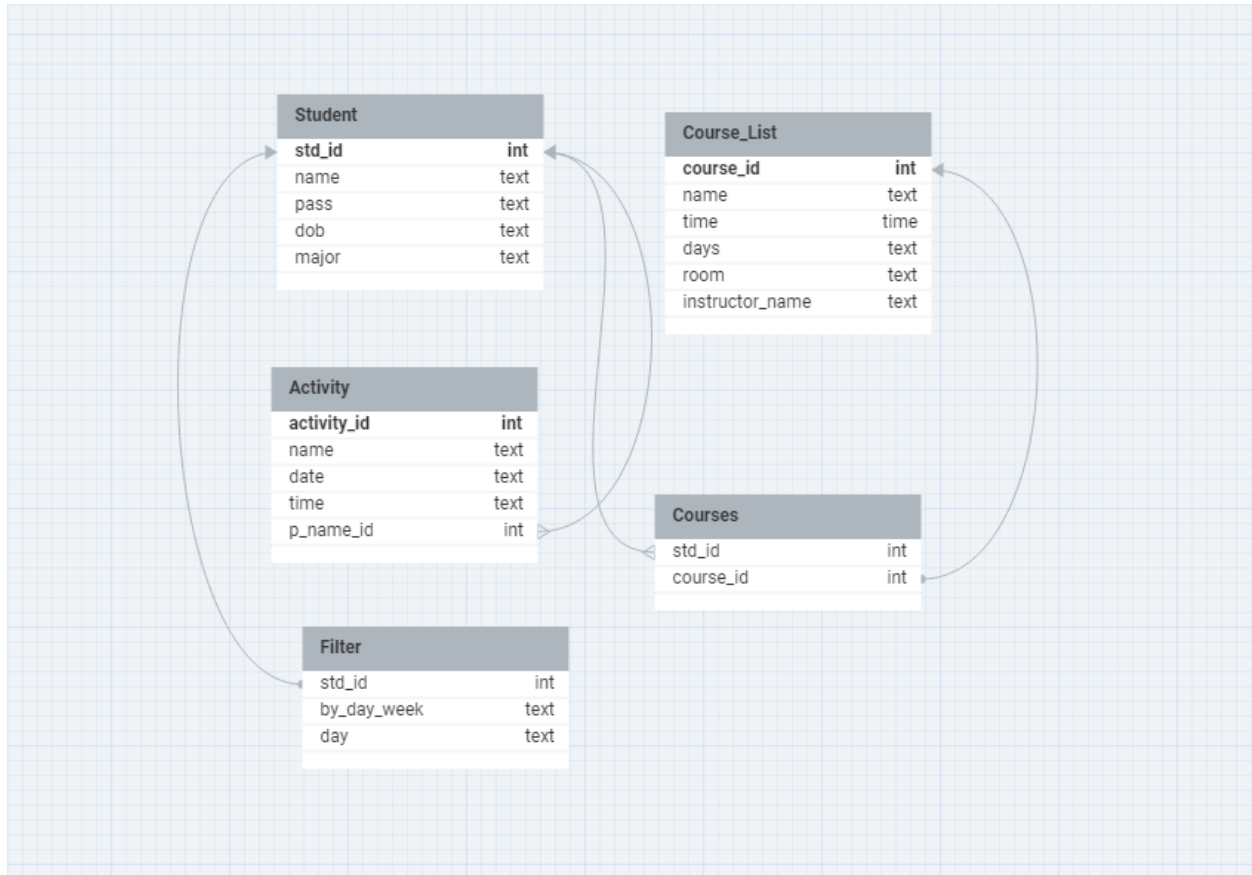 Student
std_id int
name text
pass text
dob text
major text
Course_List
course_id int
name text
time time
days text
room text
instructor_name text
Activity
activity_id int
name text
date text
time text
p_name_id int
Courses
std_id int
course_id int
Filter
std_id int
by_day_week text
day text